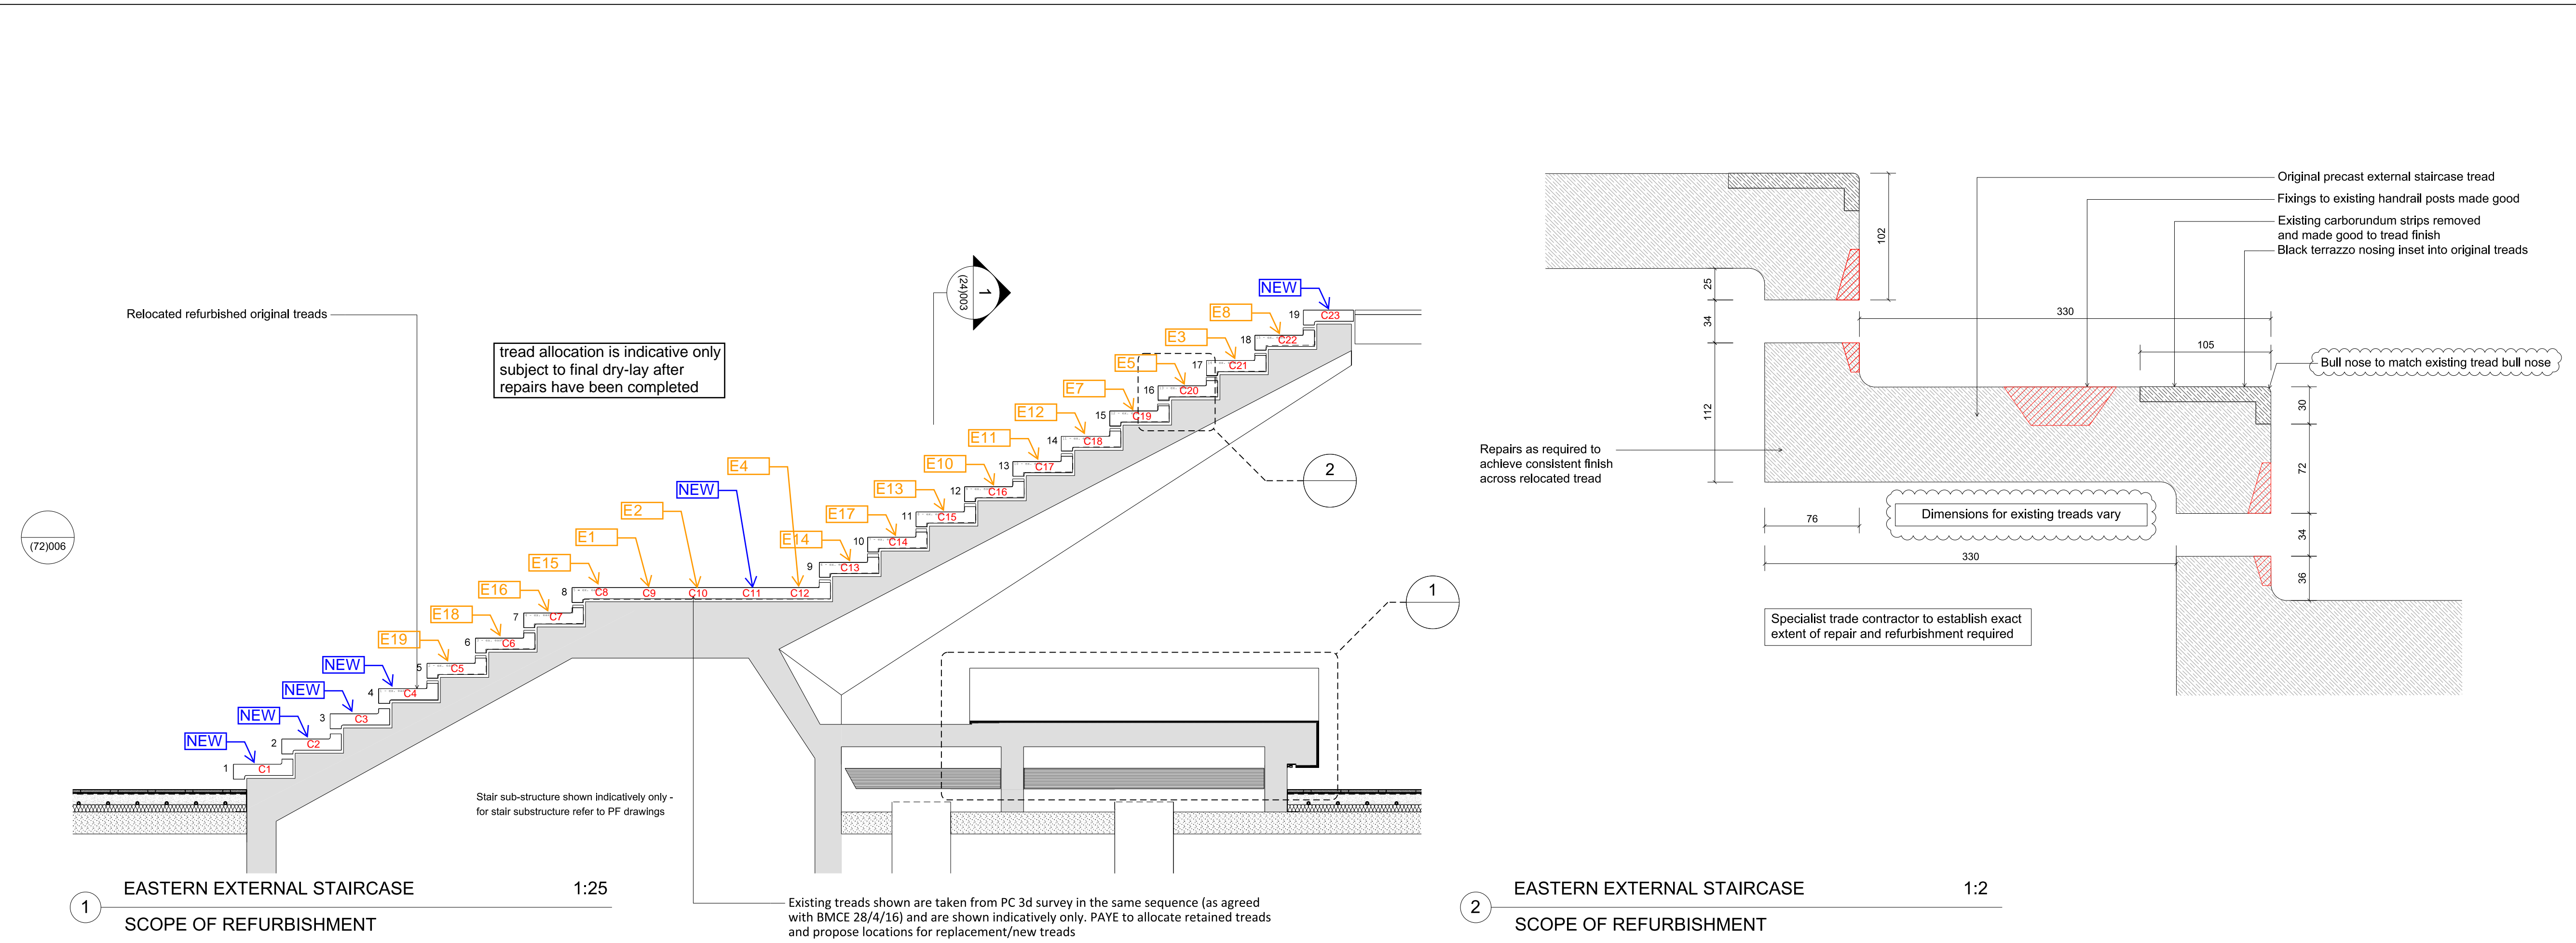 Relocated refurbished original treads
tread allocation is indicative only
subject to final dry-lay after
repairs have been completed
(72)006
1
(24)003
NEW
NEW
NEW
NEW
E19
E18
E16
E15
E1
E2
NEW
E4
E14
E17
E13
E10
E11
E12
E7
E5
E3
E8
NEW
1
2
3
4
5
6
7
8
9
10
11
12
13
14
15
16
17
18
19
C1
C2
C3
C4
C5
C6
C7
C8
C9
C10
C11
C12
C13
C14
C15
C16
C17
C18
C19
C20
C21
C22
C23
2
1
Stair sub-structure shown indicatively only -
for stair substructure refer to PF drawings
Existing treads shown are taken from PC 3d survey in the same sequence (as agreed
with BMCE 28/4/16) and are shown indicatively only. PAYE to allocate retained treads
and propose locations for replacement/new treads
1
EASTERN EXTERNAL STAIRCASE 1:25
SCOPE OF REFURBISHMENT
Original precast external staircase tread
Fixings to existing handrail posts made good
Existing carborundum strips removed
and made good to tread finish
Black terrazzo nosing inset into original treads
Bull nose to match existing tread bull nose
102
25
34
112
330
105
30
72
34
36
76
330
Repairs as required to
achieve consistent finish
across relocated tread
Dimensions for existing treads vary
Specialist trade contractor to establish exact
extent of repair and refurbishment required
2
EASTERN EXTERNAL STAIRCASE 1:2
SCOPE OF REFURBISHMENT